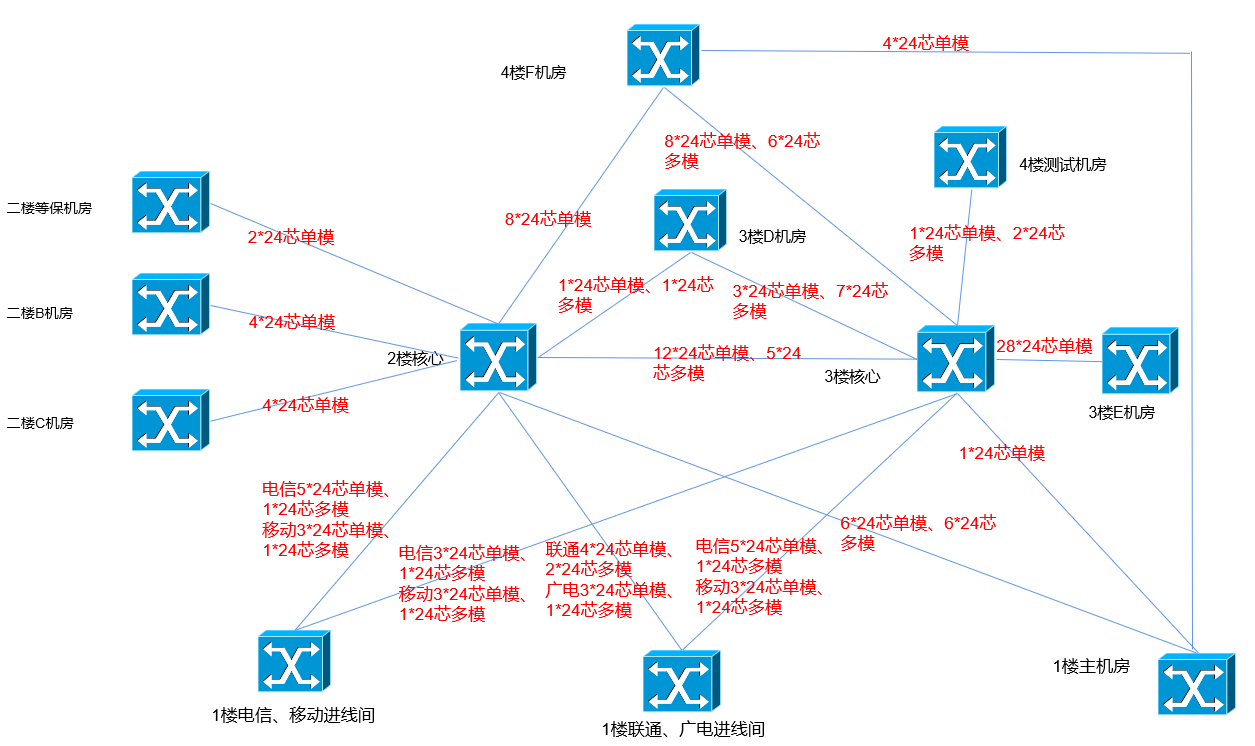 4*24芯单模
4楼F机房
8*24芯单模、6*24芯
多模
4楼测试机房
二楼等保机房
2*24芯单模
8*24芯单模
3楼D机房
1*24芯单模、2*24芯
多模
1*24芯单模、1*24芯
多模
3*24芯单模、7*24芯
多模
二楼B机房
4*24芯单模
2楼核心
12*24芯单模、5*24
芯多模
3楼核心
28*24芯单模
3楼E机房
二楼C机房
4*24芯单模
1*24芯单模
电信5*24芯单模、
1*24芯多模
移动3*24芯单模、
1*24芯多模
电信3*24芯单模、
1*24芯多模
移动3*24芯单模、
1*24芯多模
联通4*24芯单模、
2*24芯多模
广电3*24芯单模、
1*24芯多模
电信5*24芯单模、
1*24芯多模
移动3*24芯单模、
1*24芯多模
6*24芯单模、6*24芯
多模
1楼主机房
1楼电信、移动进线间
1楼联通、广电进线间